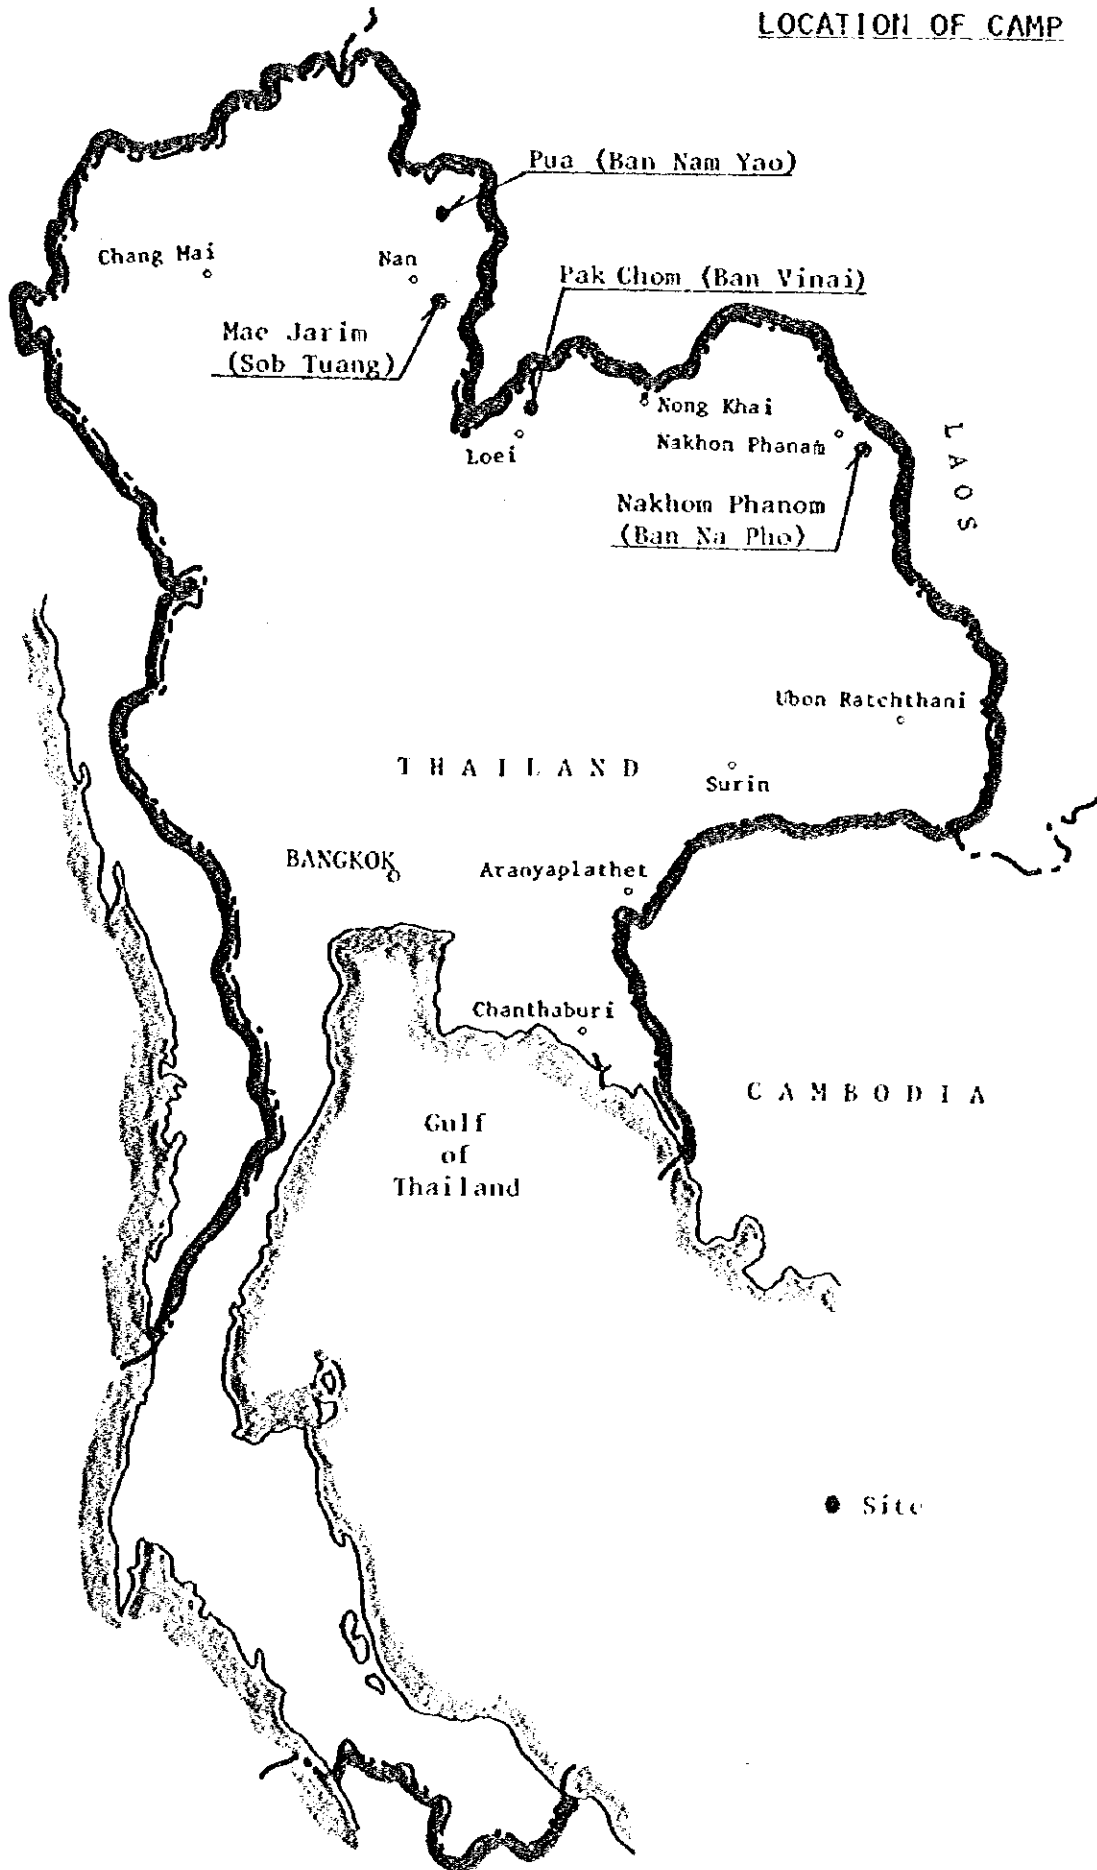 LOCATION OF CAMP
Pua (Ban Nam Yao)
Chang Mai
Nan
Pak Chom (Ban Vinai)
Mae Jarim
(Sob Tuang)
Nong Khai
Loei
Nakhon Phanam
LAOS
Nakhom Phanom
(Ban Na Pho)
Ubon Ratchthani
THAILAND
Surin
BANGKOK
Aranyaplathet
Chanthaburi
CAMBODIA
Gulf
of
Thailand
Site